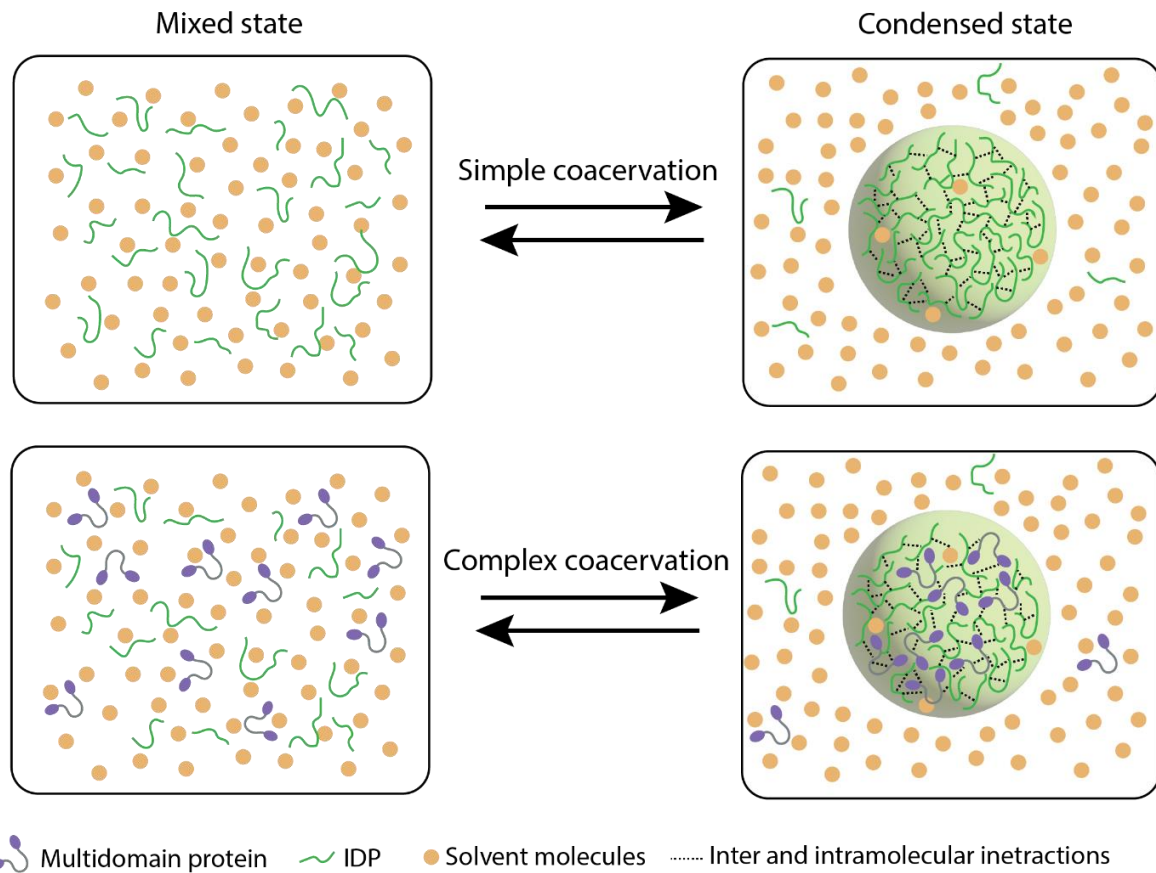 Mixed state
Condensed state
Simple coacervation
Complex coacervation
Multidomain protein
IDP
Solvent molecules
Inter and intramolecular inetractions